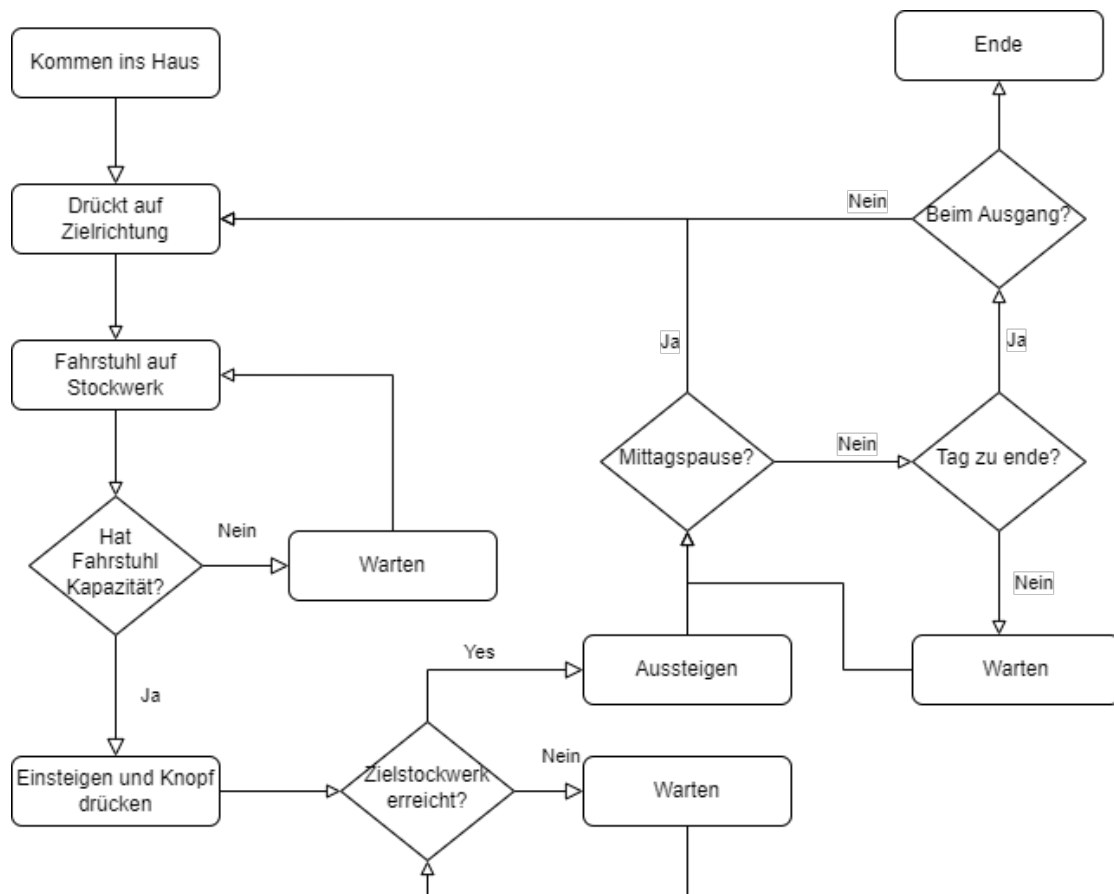 Kommen ins Haus
Ende
Drückt auf
Zielrichtung
Nein
Beim Ausgang?
Fahrstuhl auf
Stockwerk
Ja
Ja
Mittagspause?
Nein
Tag zu ende?
Hat
Fahrstuhl
Kapazität?
Nein
Warten
Nein
Yes
Aussteigen
Warten
Ja
Einsteigen und Knopf
drücken
Zielstockwerk
erreicht?
Nein
Warten